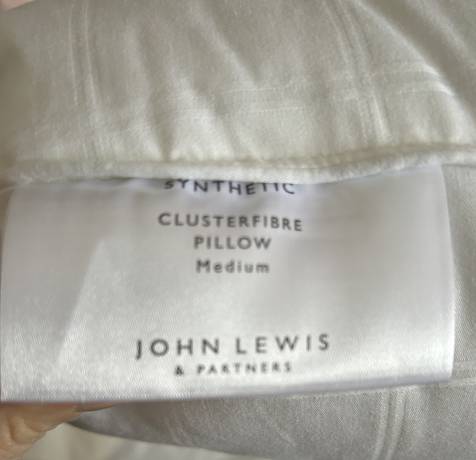 SYNTHETIC
CLUSTERFIBRE
PILLOW
Medium
JOHN LEWIS
& PARTNERS